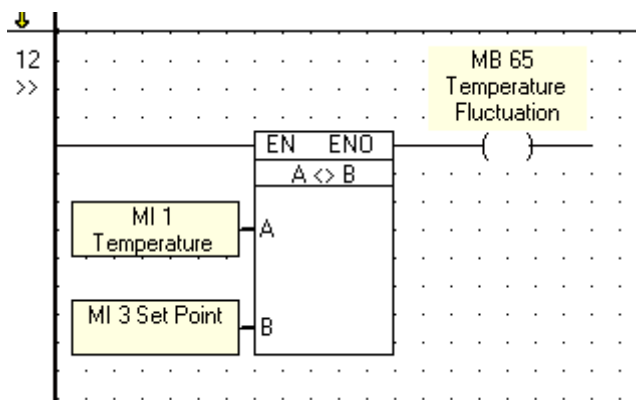 12
>>
MB 65
Temperature
Fluctuation
EN ENO
A <> B
MI 1
Temperature
A
MI 3 Set Point
B